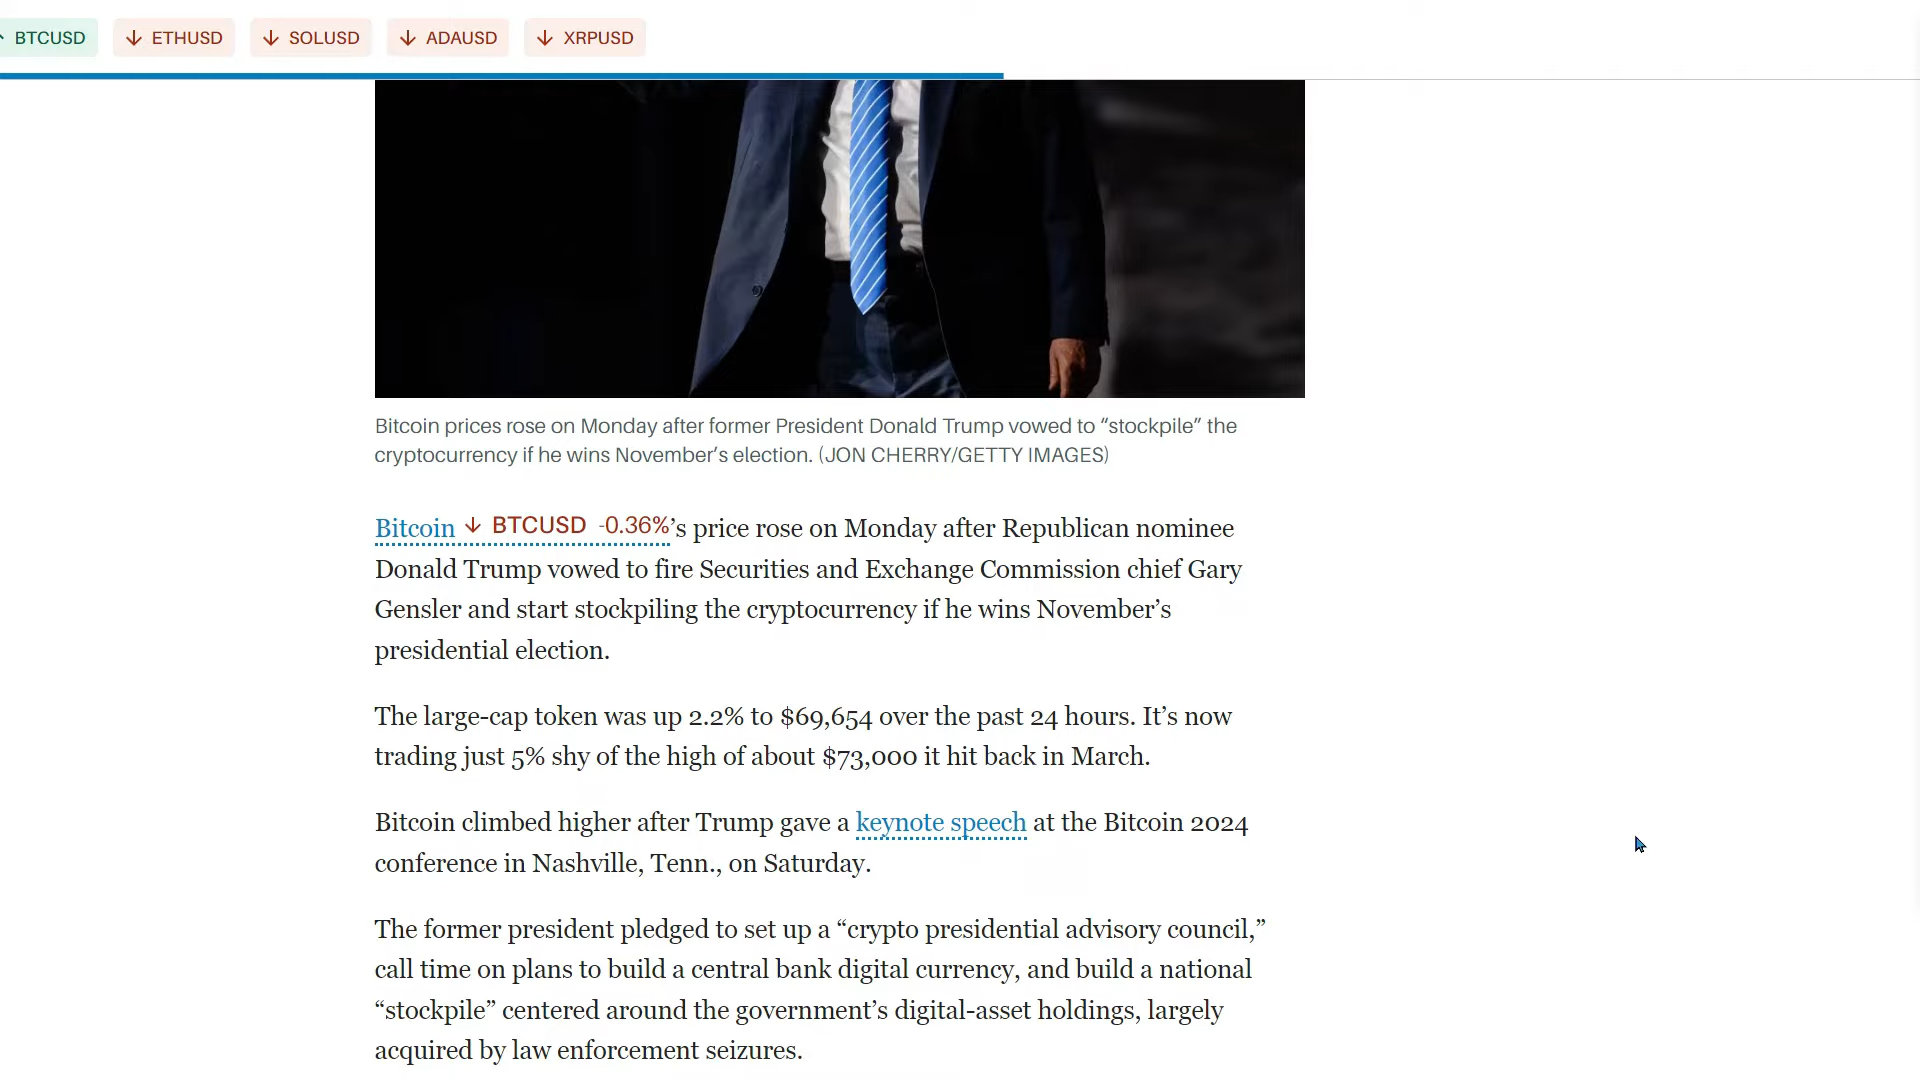 BTCUSD ETHUSD SOLUSD ADAUSD XRPUSD
Bitcoin prices rose on Monday after former President Donald Trump vowed to “stockpile” the
cryptocurrency if he wins November’s election. (JON CHERRY/GETTY IMAGES)
Bitcoin ↓ BTCUSD -0.36%’s price rose on Monday after Republican nominee
Donald Trump vowed to fire Securities and Exchange Commission chief Gary
Gensler and start stockpiling the cryptocurrency if he wins November’s
presidential election.
The large-cap token was up 2.2% to $69,654 over the past 24 hours. It’s now
trading just 5% shy of the high of about $73,000 it hit back in March.
Bitcoin climbed higher after Trump gave a keynote speech at the Bitcoin 2024
conference in Nashville, Tenn., on Saturday.
The former president pledged to set up a “crypto presidential advisory council,”
call time on plans to build a central bank digital currency, and build a national
“stockpile” centered around the government’s digital-asset holdings, largely
acquired by law enforcement seizures.